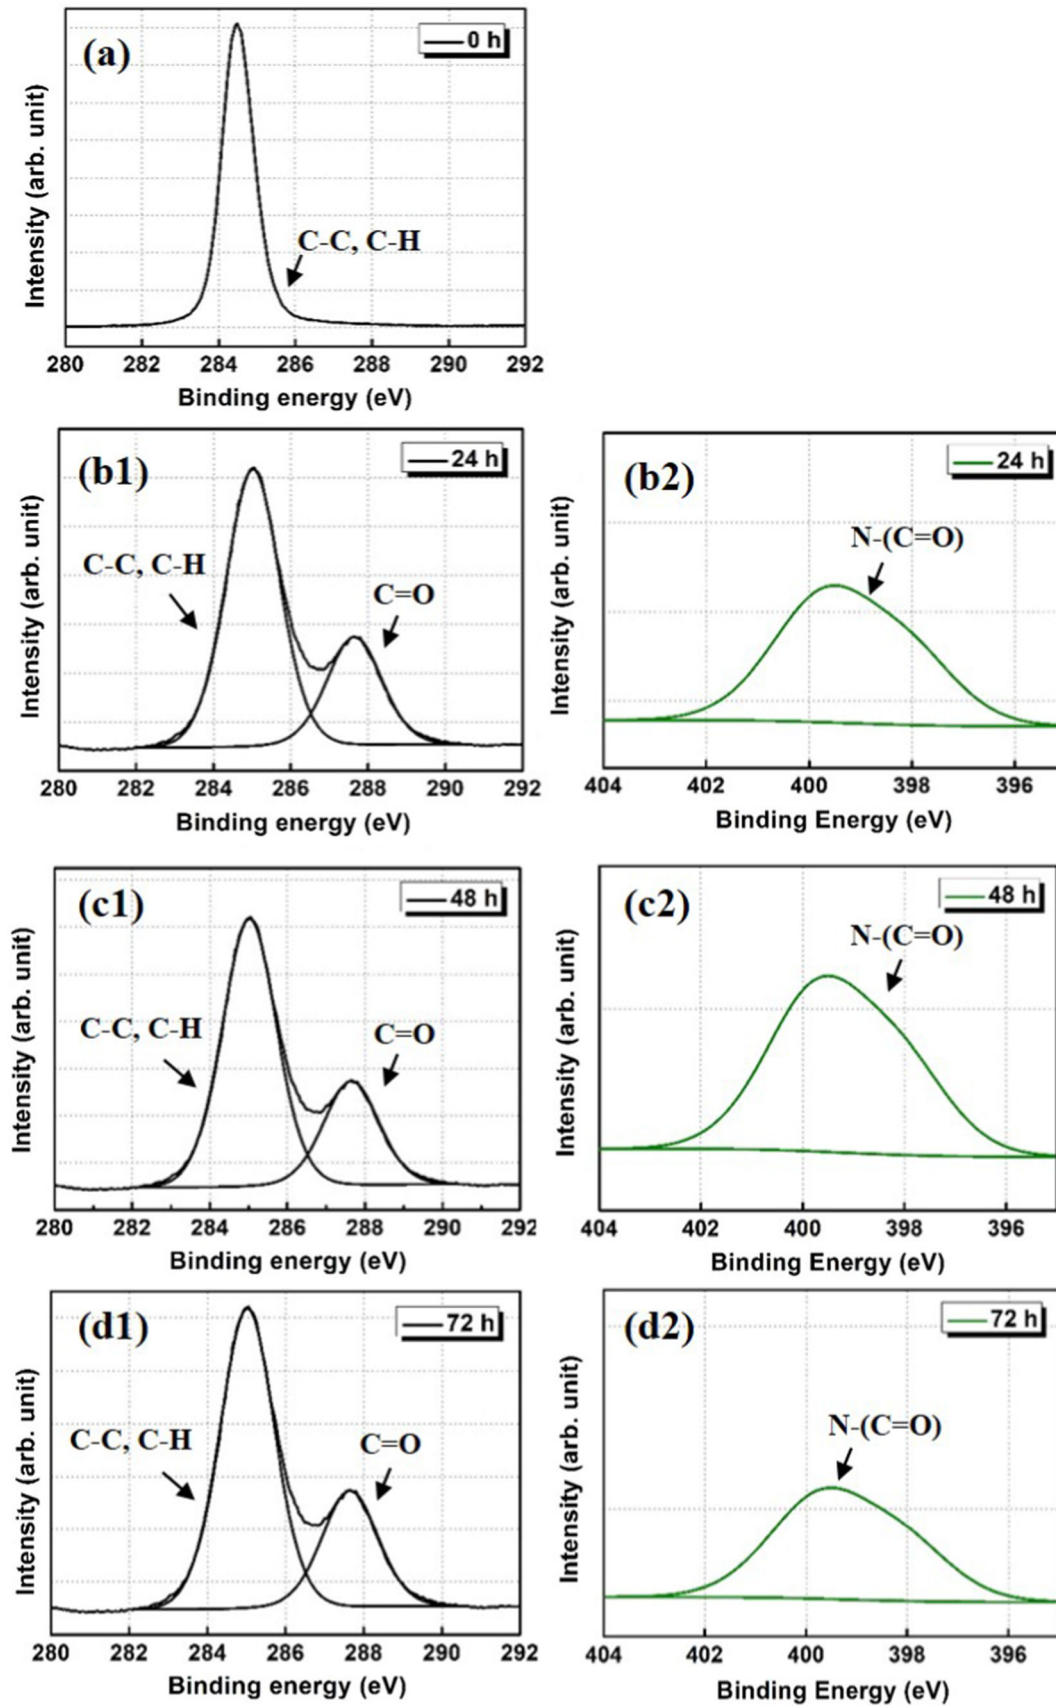 (a)
0 h
C-C, C-H
Intensity (arb. unit)
280 282 284 286 288 290 292
Binding energy (eV)
(b1)
24 h
C-C, C-H
C=O
Intensity (arb. unit)
280 282 284 286 288 290 292
Binding energy (eV)
(b2)
24 h
N-(C=O)
Intensity (arb. unit)
404 402 400 398 396
Binding Energy (eV)
(c1)
48 h
C-C, C-H
C=O
Intensity (arb. unit)
280 282 284 286 288 290 292
Binding energy (eV)
(c2)
48 h
N-(C=O)
Intensity (arb. unit)
404 402 400 398 396
Binding Energy (eV)
(d1)
72 h
C-C, C-H
C=O
Intensity (arb. unit)
280 282 284 286 288 290 292
Binding energy (eV)
(d2)
72 h
N-(C=O)
Intensity (arb. unit)
404 402 400 398 396
Binding Energy (eV)